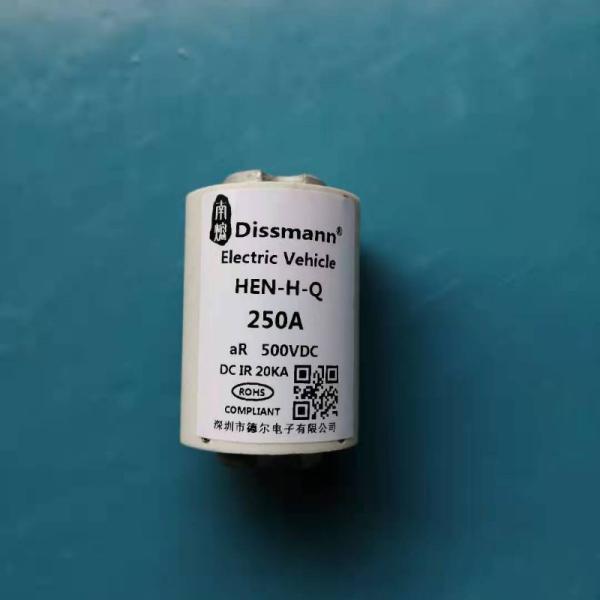 南熔
Dissmann®
Electric Vehicle
HEN-H-Q
250A
aR 500VDC
DC IR 20KA
ROHS
COMPLIANT
深圳市德尔电子有限公司